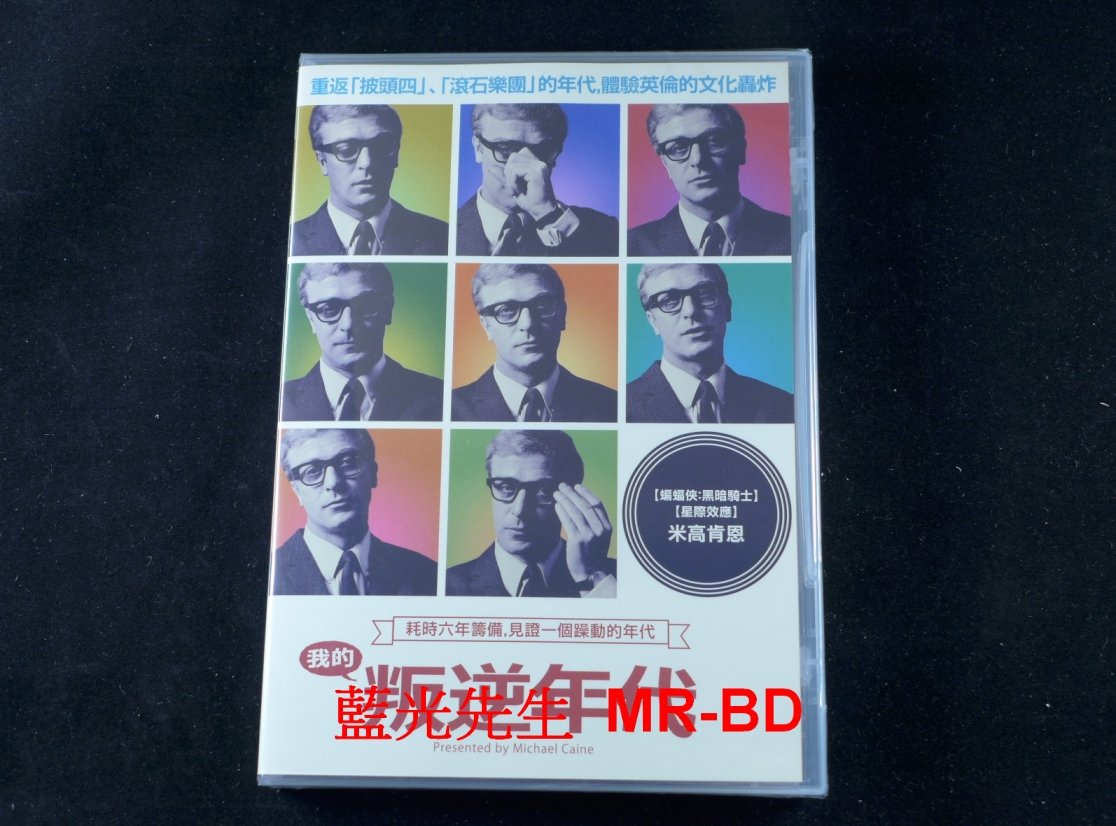 重返「披頭四」、「滾石樂團」的年代,體驗英倫的文化轟炸
【蝙蝠俠:黑暗騎士】
【星際效應】
米高肯恩
耗時六年籌備,見證一個躁動的年代
我的
叛逆年代
藍光先生 MR-BD
Presented by Michael Caine